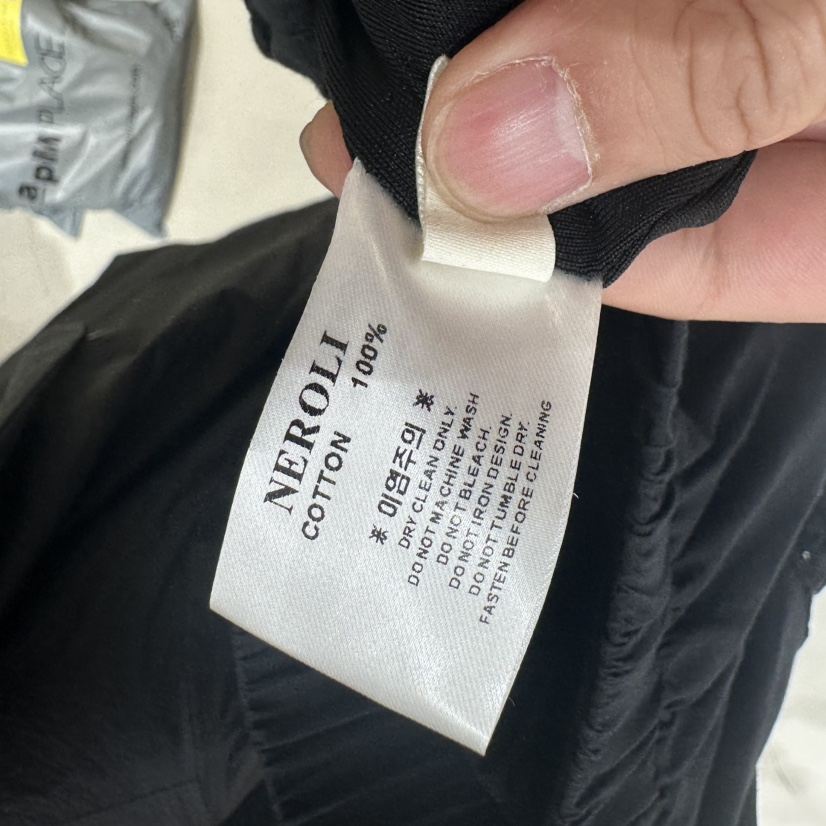 NEROLI
COTTON 100%
※ 이염주의 ※
DRY CLEAN ONLY.
DO NOT MACHINE WASH
DO NOT BLEACH.
DO NOT IRON DESIGN.
DO NOT TUMBLE DRY.
FASTEN BEFORE CLEANING
apM PLACE